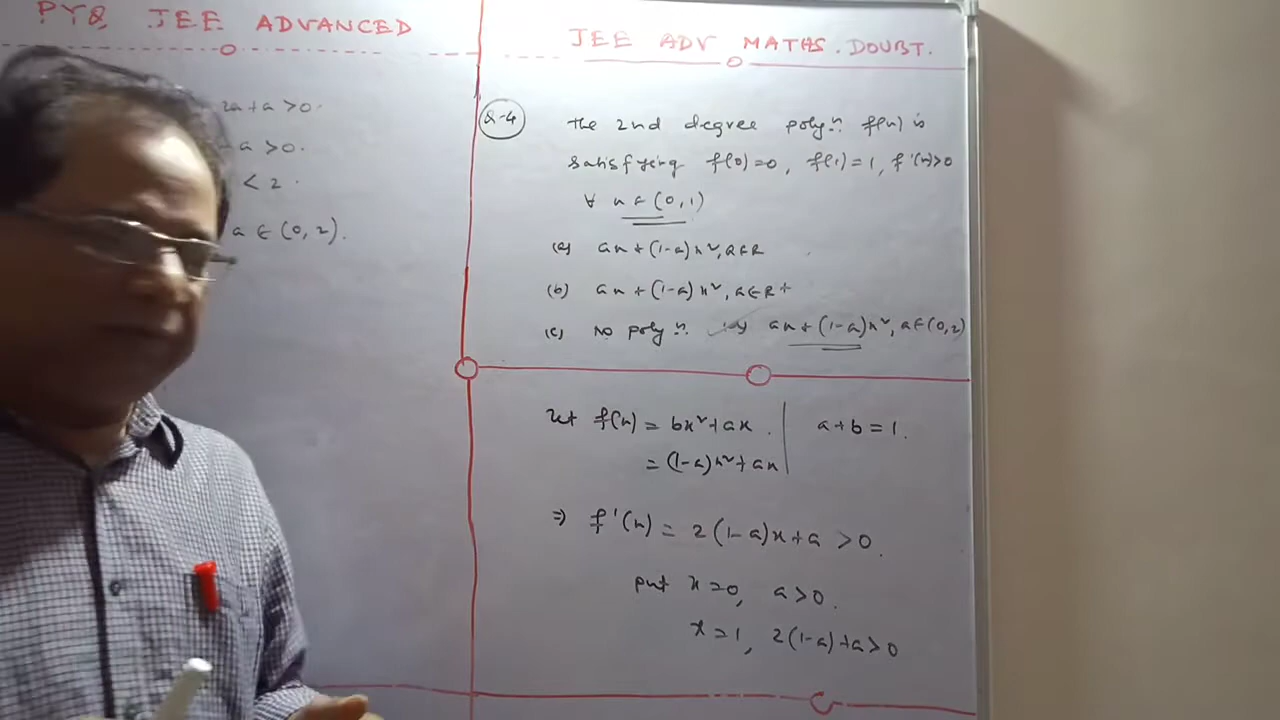 PYQ JEE ADVANCED
2a+a >0.
a >0.
< 2.
a ∈ (0, 2).
JEE ADV MATHS. DOUBT.
Q-4
The 2nd degree polyn. f(x) is
satisfying f(0)=0, f(1)=1, f'(x)>0
∀ x ∈ (0, 1)
(a) ax + (1-a)x², a∈R
(b) ax + (1-a)x², a∈R+
(c) No polyn. ax + (1-a)x², a∈(0,2)
Let f(x) = bx²+ax.
a+b=1.
= (1-a)x²+ax
⇒ f'(x) = 2(1-a)x+a >0.
put x=0, a>0.
x=1, 2(1-a)+a>0